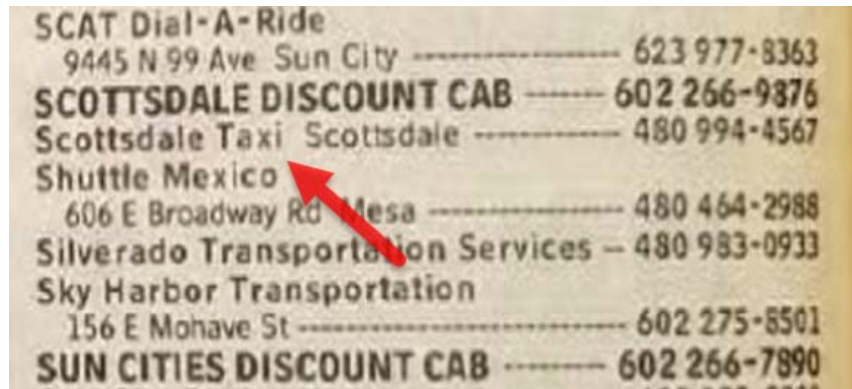 SCAT Dial-A-Ride
9445 N 99 Ave Sun City ---------------- 623 977-8363
SCOTTSDALE DISCOUNT CAB ------ 602 266-9876
Scottsdale Taxi Scottsdale ---------- 480 994-4567
Shuttle Mexico
606 E Broadway Rd Mesa ---------------- 480 464-2988
Silverado Transportation Services -- 480 983-0933
Sky Harbor Transportation
156 E Mohave St ------------------------ 602 275-8501
SUN CITIES DISCOUNT CAB ------- 602 266-7890